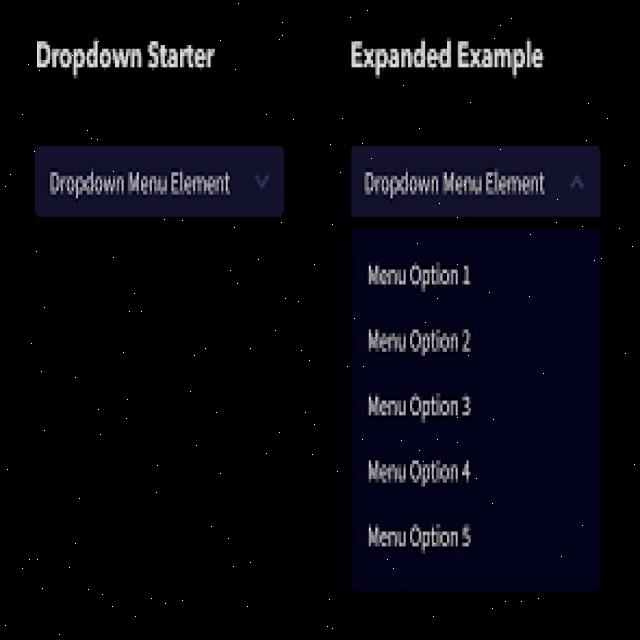 Dropdown Starter
Expanded Example
Dropdown Menu Element
Dropdown Menu Element
Menu Option 1
Menu Option 2
Menu Option 3
Menu Option 4
Menu Option 5